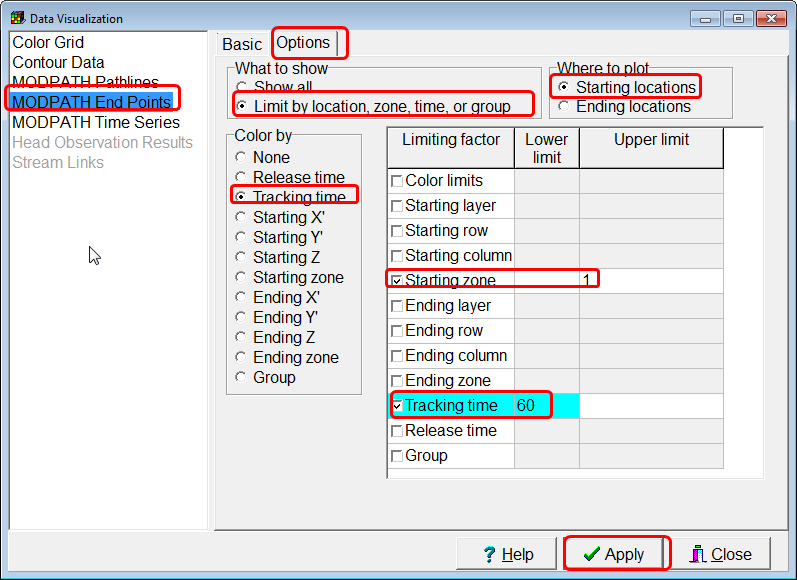 Data Visualization
Color Grid
Contour Data
MODPATH Pathlines
MODPATH End Points
MODPATH Time Series
Head Observation Results
Stream Links
Basic
Options
What to show
Show all
Limit by location, zone, time, or group
Where to plot
Starting locations
Ending locations
Color by
None
Release time
Tracking time
Starting X'
Starting Y'
Starting Z
Starting zone
Ending X'
Ending Y'
Ending Z
Ending zone
Group
Limiting factor Lower limit Upper limit
Color limits
Starting layer
Starting row
Starting column
Starting zone 1
Ending layer
Ending row
Ending column
Ending zone
Tracking time 60
Release time
Group
? Help
Apply
Close